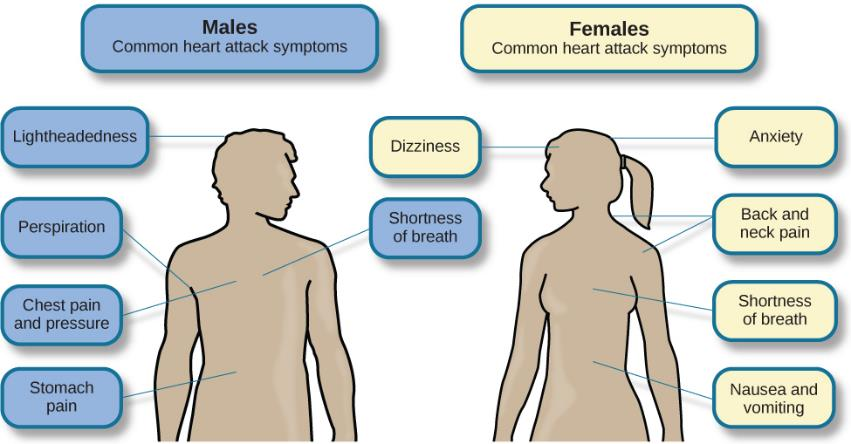 Males
Common heart attack symptoms
Females
Common heart attack symptoms
Lightheadedness
Perspiration
Chest pain
and pressure
Stomach
pain
Shortness
of breath
Dizziness
Anxiety
Back and
neck pain
Shortness
of breath
Nausea and
vomiting